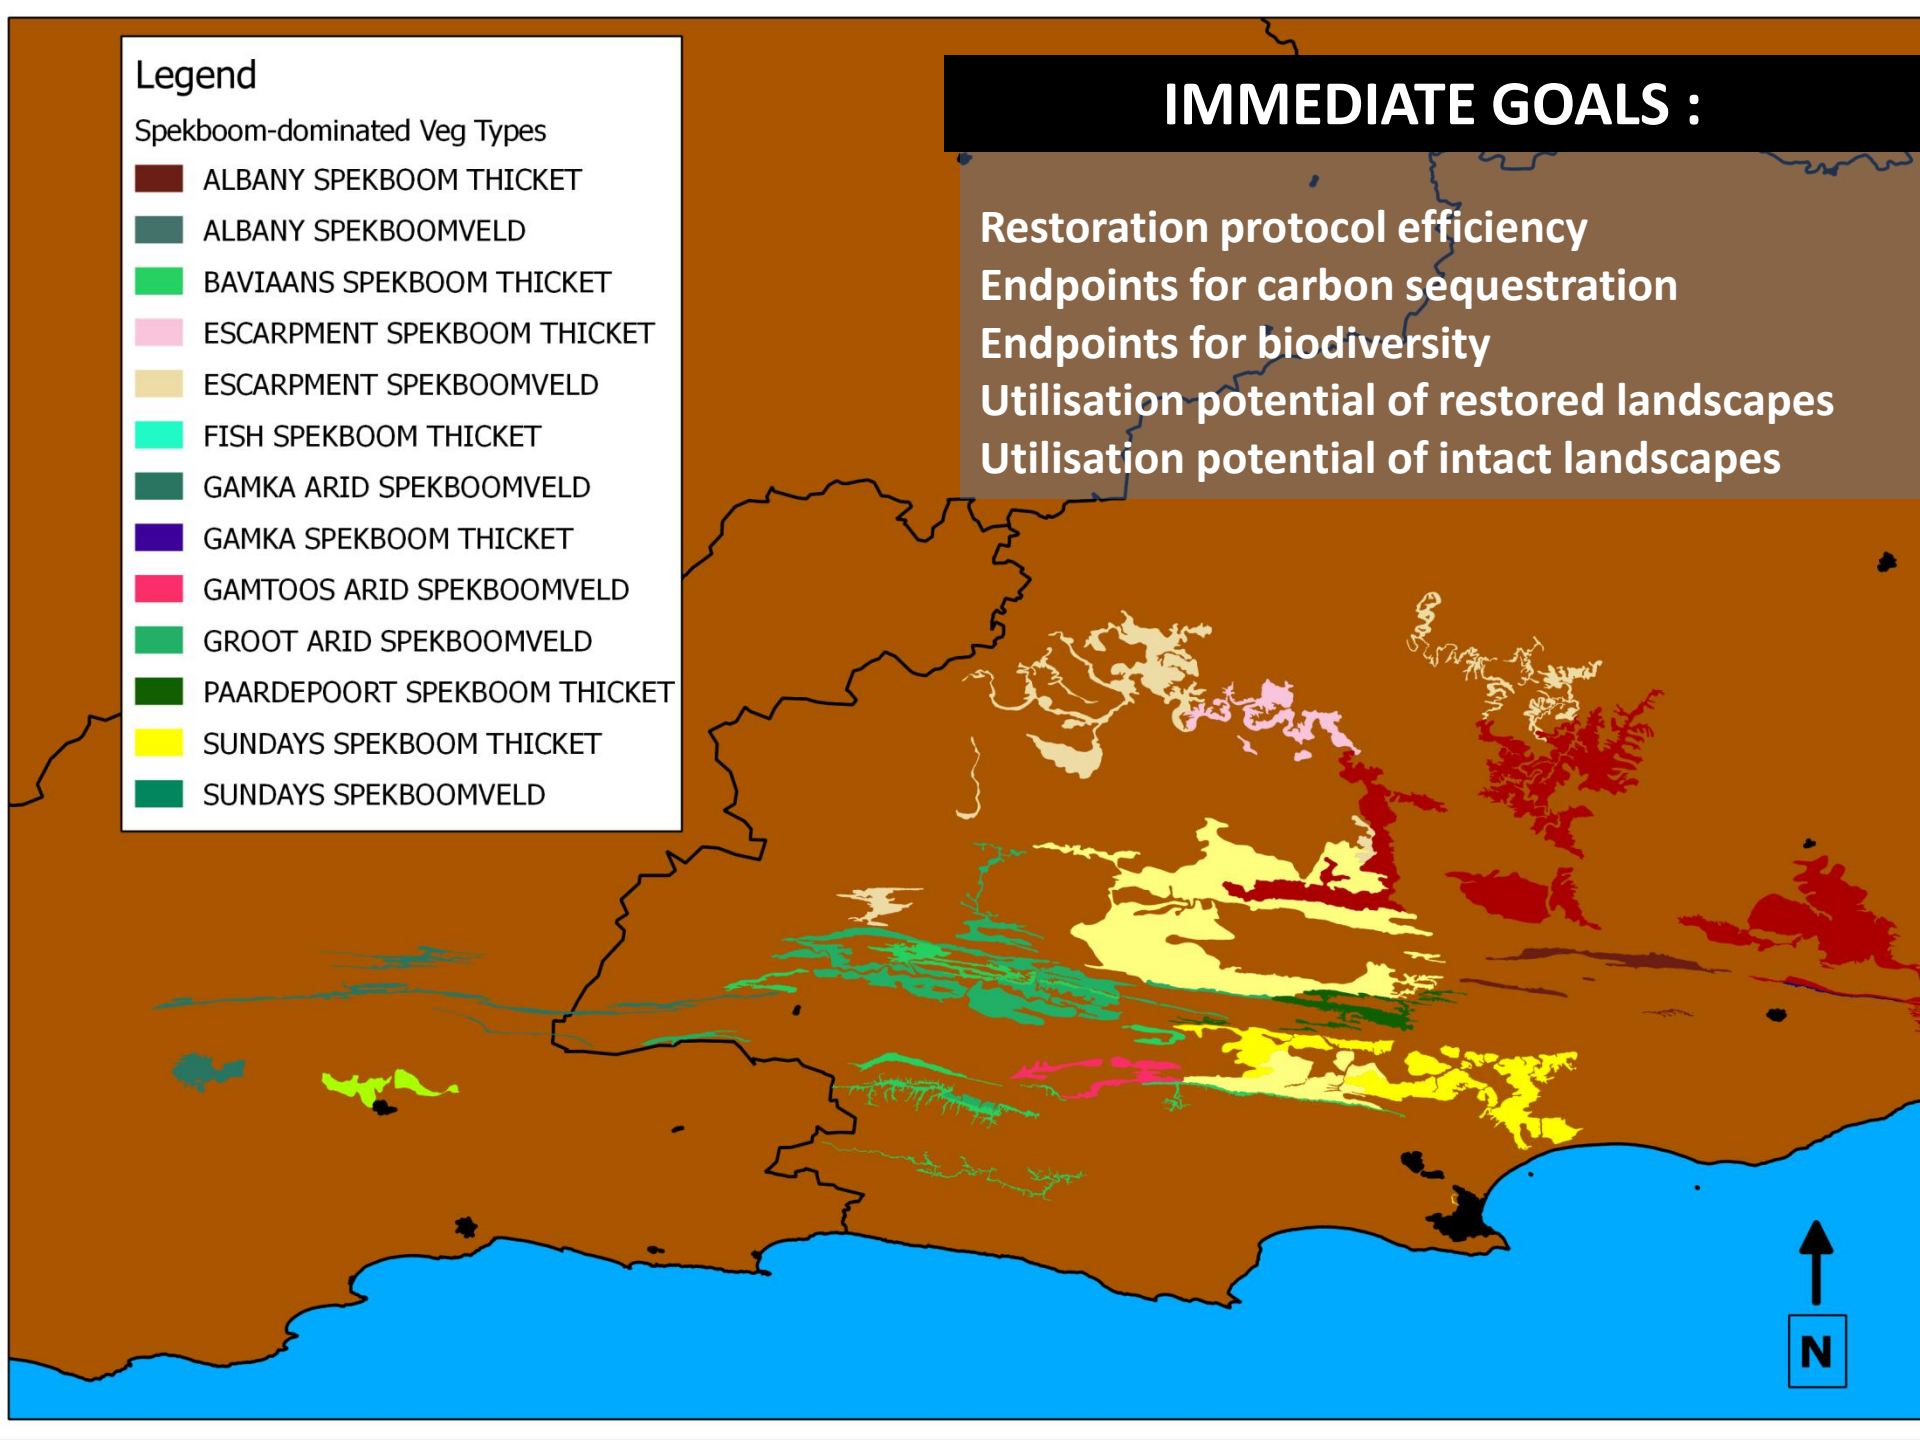 Legend
Spekboom-dominated Veg Types
ALBANY SPEKBOOM THICKET
ALBANY SPEKBOOMVELD
BAVIAANS SPEKBOOM THICKET
ESCARPMENT SPEKBOOM THICKET
ESCARPMENT SPEKBOOMVELD
FISH SPEKBOOM THICKET
GAMKA ARID SPEKBOOMVELD
GAMKA SPEKBOOM THICKET
GAMTOOS ARID SPEKBOOMVELD
GROOT ARID SPEKBOOMVELD
PAARDEPOORT SPEKBOOM THICKET
SUNDAYS SPEKBOOM THICKET
SUNDAYS SPEKBOOMVELD
IMMEDIATE GOALS :
Restoration protocol efficiency
Endpoints for carbon sequestration
Endpoints for biodiversity
Utilisation potential of restored landscapes
Utilisation potential of intact landscapes
N